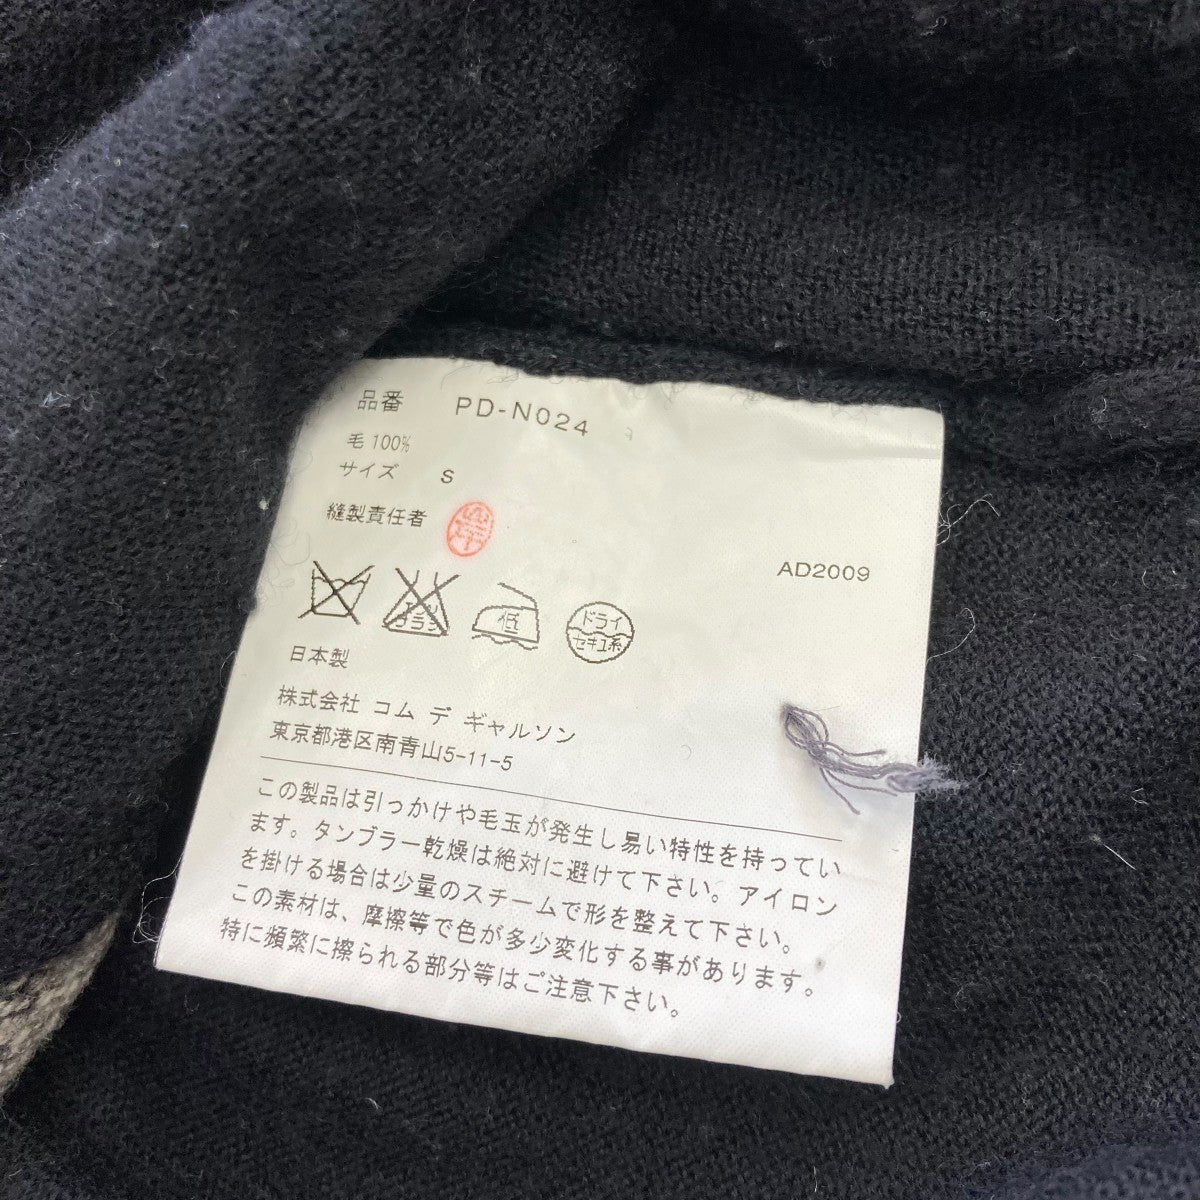 品番 PD-N024
毛 100%
サイズ S
縫製責任者
AD2009
低
ドライ
セキユ系
日本製
株式会社 コム デ ギャルソン
東京都港区南青山5-11-5
この製品は引っかけや毛玉が発生し易い特性を持ってい
ます。タンブラー乾燥は絶対に避けて下さい。アイロン
を掛ける場合は少量のスチームで形を整えて下さい。
この素材は、摩擦等で色が多少変化する事があります。
特に頻繁に擦られる部分等はご注意下さい。